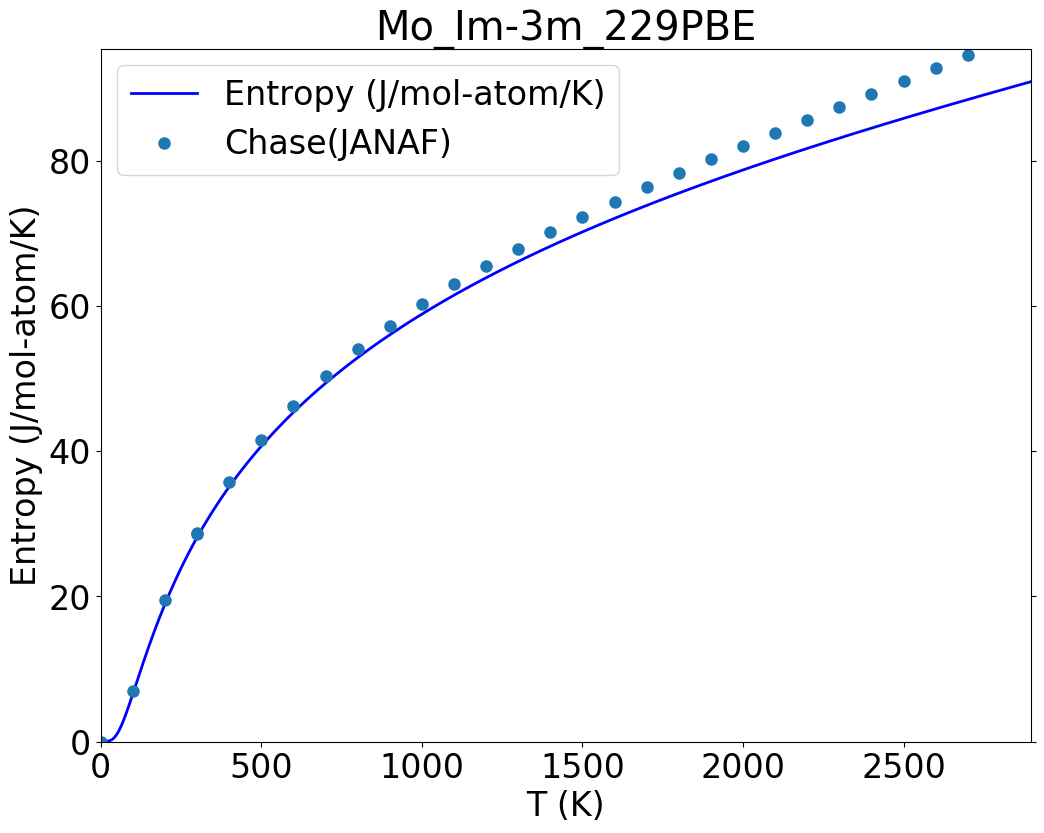 Mo_Im-3m_229PBE
Entropy (J/mol-atom/K)
Chase(JANAF)
Entropy (J/mol-atom/K)
80
60
40
20
0
0 500 1000 1500 2000 2500
T (K)